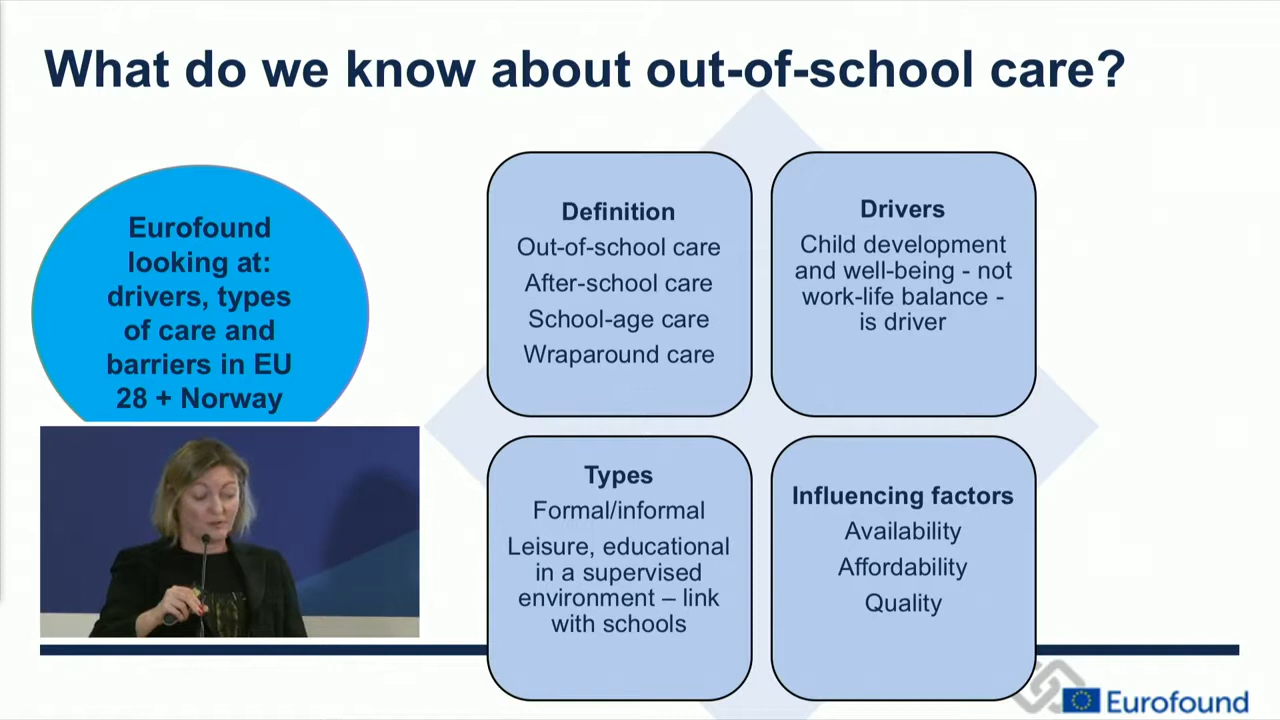 What do we know about out-of-school care?
Eurofound
looking at:
drivers, types
of care and
barriers in EU
28 + Norway
Definition
Out-of-school care
After-school care
School-age care
Wraparound care
Drivers
Child development
and well-being - not
work-life balance -
is driver
Types
Formal/informal
Leisure, educational
in a supervised
environment – link
with schools
Influencing factors
Availability
Affordability
Quality
Eurofound